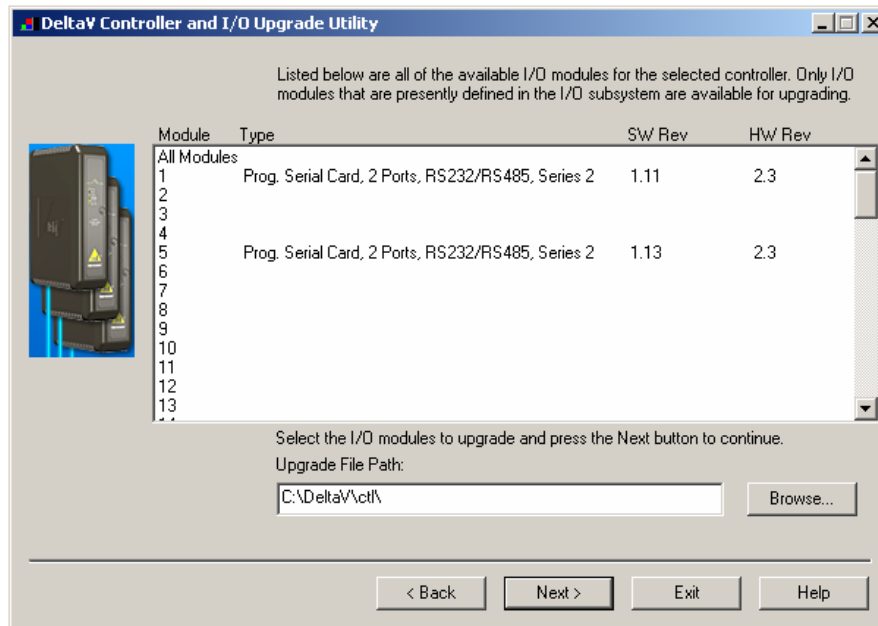 DeltaV Controller and I/O Upgrade Utility
Listed below are all of the available I/O modules for the selected controller. Only I/O
modules that are presently defined in the I/O subsystem are available for upgrading.
Module Type SW Rev HW Rev
All Modules
1 Prog. Serial Card, 2 Ports, RS232/RS485, Series 2 1.11 2.3
2
3
4
5 Prog. Serial Card, 2 Ports, RS232/RS485, Series 2 1.13 2.3
6
7
8
9
10
11
12
13
Select the I/O modules to upgrade and press the Next button to continue.
Upgrade File Path:
C:\DeltaV\ctl\
Browse...
< Back Next > Exit Help